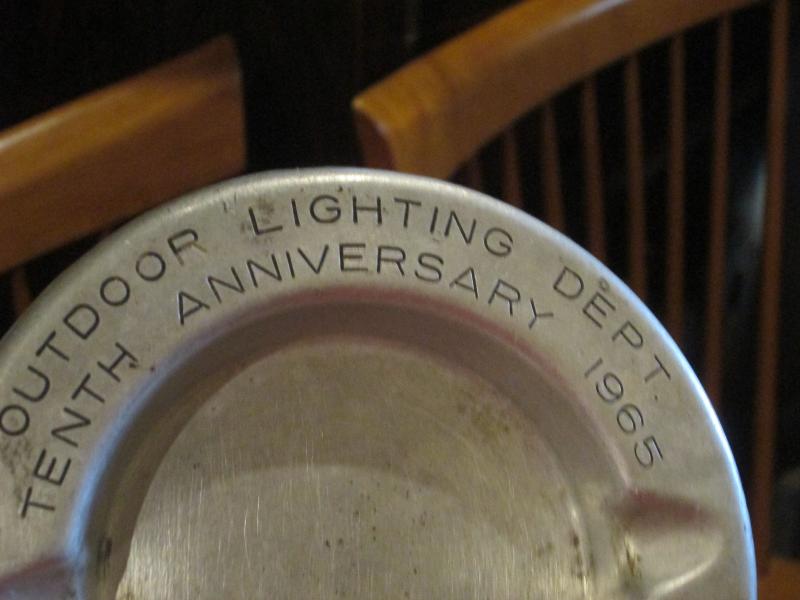 OUTDOOR LIGHTING DEPT.
TENTH ANNIVERSARY 1965